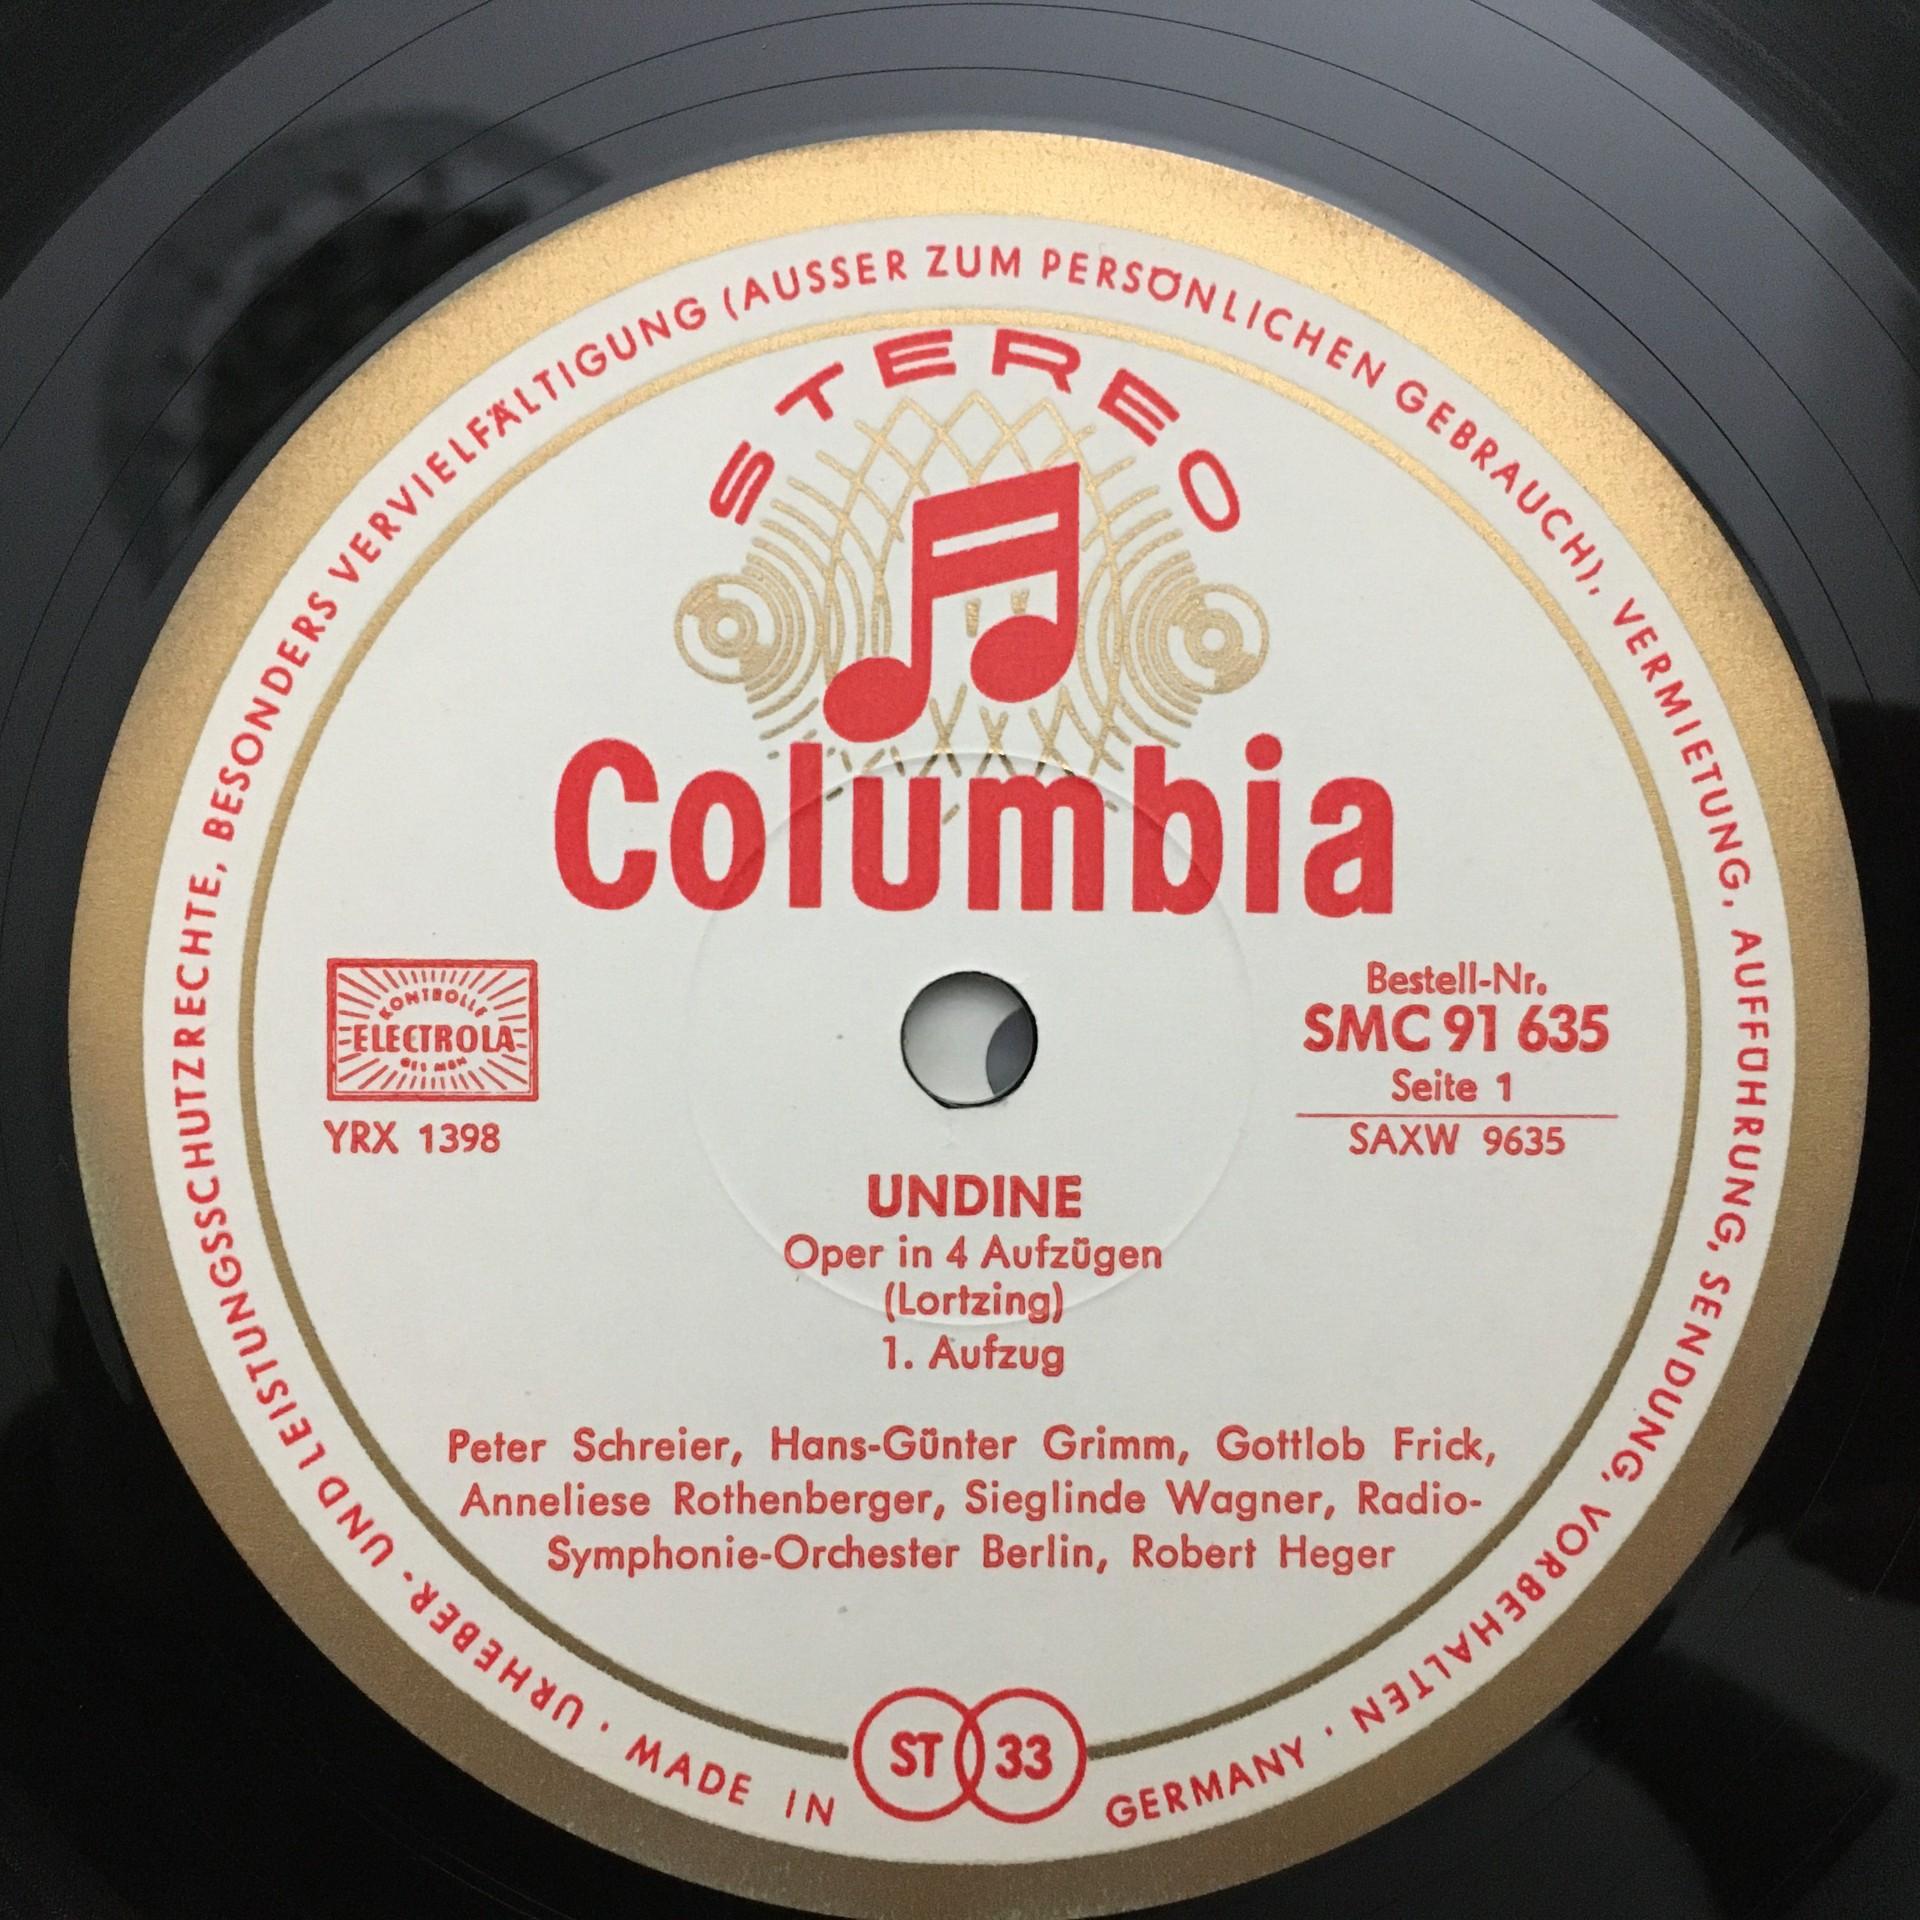 URHEBER- UND LEISTUNGSSCHUTZRECHTE, BESONDERS VERVIELFÄLTIGUNG (AUSSER ZUM PERSÖNLICHEN GEBRAUCH), VERMIETUNG, AUFFÜHRUNG, SENDUNG, VORBEHALTEN ·
STEREO
Columbia
KONTROLLE
ELECTROLA
YRX 1398
Bestell-Nr.
SMC 91 635
Seite 1
SAXW 9635
UNDINE
Oper in 4 Aufzügen
(Lortzing)
1. Aufzug
Peter Schreier, Hans-Günter Grimm, Gottlob Frick,
Anneliese Rothenberger, Sieglinde Wagner, Radio-
Symphonie-Orchester Berlin, Robert Heger
ST 33
· MADE IN GERMANY